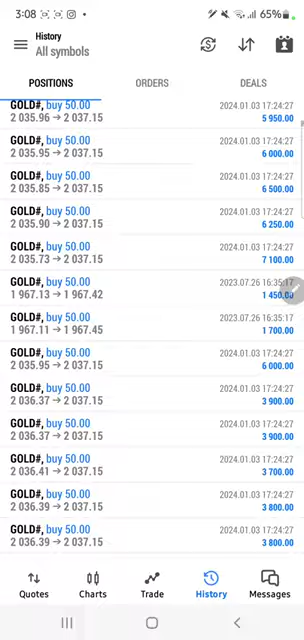 3:08 65%
History
All symbols
POSITIONS ORDERS DEALS
GOLD#, buy 50.00 2024.01.03 17:24:27
2 035.96 → 2 037.15 5 950.00
GOLD#, buy 50.00 2024.01.03 17:24:27
2 035.95 → 2 037.15 6 000.00
GOLD#, buy 50.00 2024.01.03 17:24:27
2 035.85 → 2 037.15 6 500.00
GOLD#, buy 50.00 2024.01.03 17:24:27
2 035.90 → 2 037.15 6 250.00
GOLD#, buy 50.00 2024.01.03 17:24:27
2 035.73 → 2 037.15 7 100.00
GOLD#, buy 50.00 2023.07.26 16:35:17
1 967.13 → 1 967.42 1 450.00
GOLD#, buy 50.00 2023.07.26 16:35:17
1 967.11 → 1 967.45 1 700.00
GOLD#, buy 50.00 2024.01.03 17:24:27
2 035.95 → 2 037.15 6 000.00
GOLD#, buy 50.00 2024.01.03 17:24:27
2 036.37 → 2 037.15 3 900.00
GOLD#, buy 50.00 2024.01.03 17:24:27
2 036.37 → 2 037.15 3 900.00
GOLD#, buy 50.00 2024.01.03 17:24:27
2 036.41 → 2 037.15 3 700.00
GOLD#, buy 50.00 2024.01.03 17:24:27
2 036.39 → 2 037.15 3 800.00
GOLD#, buy 50.00 2024.01.03 17:24:27
2 036.39 → 2 037.15 3 800.00
Quotes Charts Trade History Messages